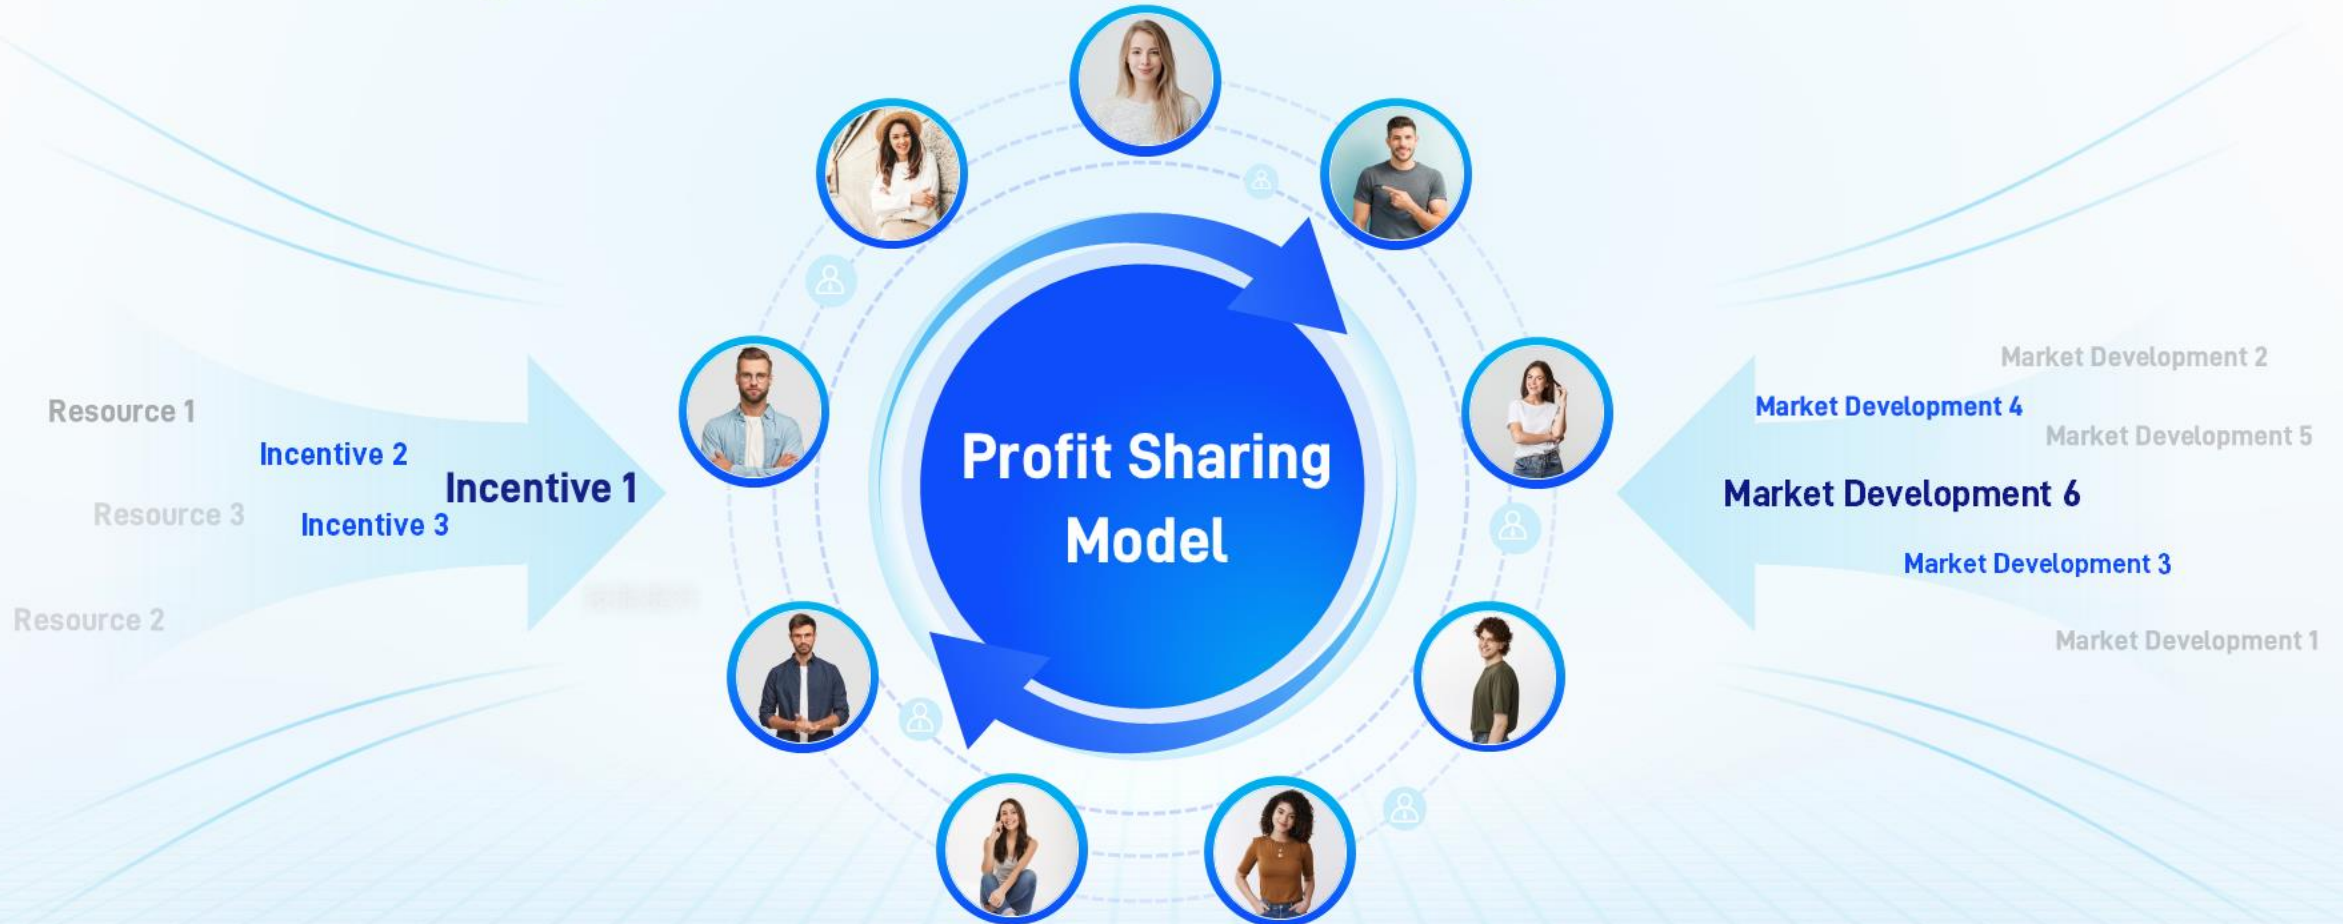 Resource 1
Incentive 2
Incentive 1
Resource 3
Incentive 3
Resource 2
Profit Sharing
Model
Market Development 2
Market Development 4
Market Development 5
Market Development 6
Market Development 3
Market Development 1